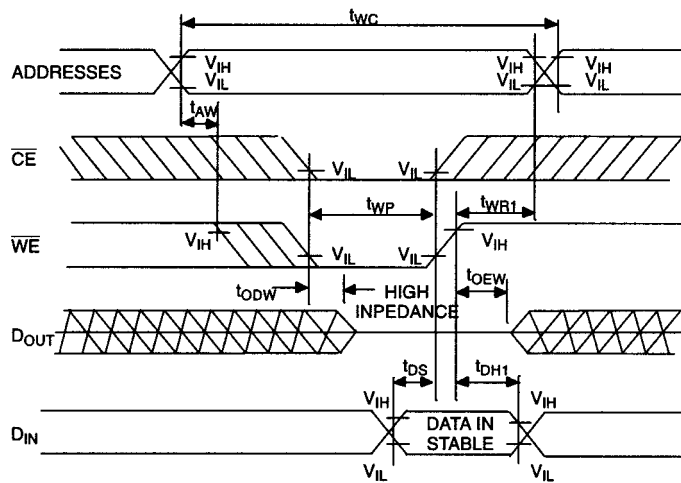 tWC
ADDRESSES
VIH VIH VIH
VIL VIL VIL
tAW
CE
VIL VIL
tWP tWR1
WE
VIH VIH
VIL VIL
tODW HIGH tOEW
INPEDANCE
DOUT
tDS tDH1
VIH VIH
DIN
DATA IN
STABLE
VIL VIL